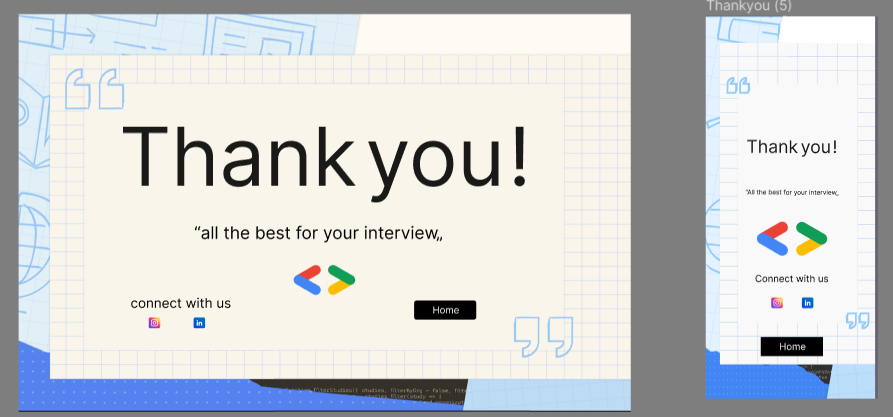 Thankyou (5)
Thank you!
“all the best for your interview„
connect with us
in
Home
Thank you!
“All the best for your interview„
Connect with us
in
Home